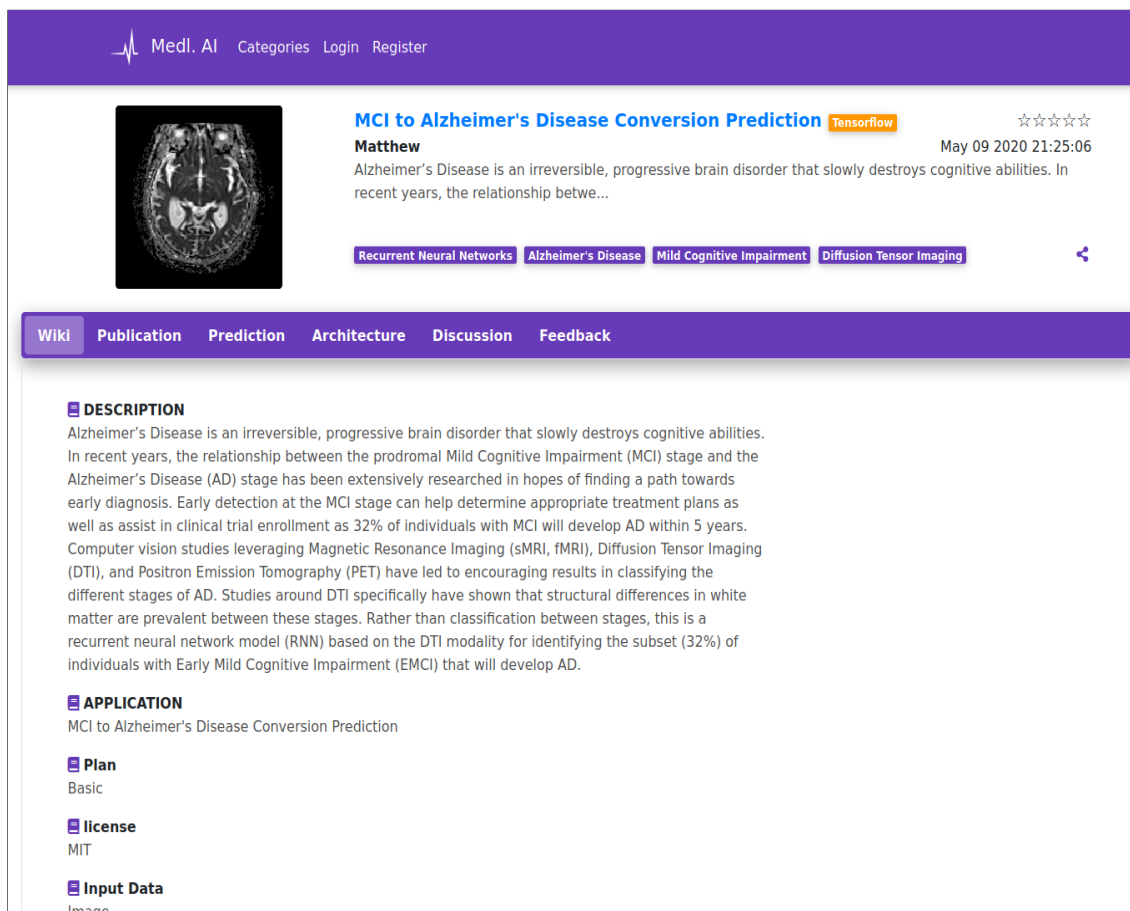 Medl. AI Categories Login Register
MCI to Alzheimer's Disease Conversion Prediction Tensorflow ☆☆☆☆☆
Matthew May 09 2020 21:25:06
Alzheimer’s Disease is an irreversible, progressive brain disorder that slowly destroys cognitive abilities. In
recent years, the relationship betwe...
Recurrent Neural Networks Alzheimer's Disease Mild Cognitive Impairment Diffusion Tensor Imaging
Wiki Publication Prediction Architecture Discussion Feedback
DESCRIPTION
Alzheimer’s Disease is an irreversible, progressive brain disorder that slowly destroys cognitive abilities.
In recent years, the relationship between the prodromal Mild Cognitive Impairment (MCI) stage and the
Alzheimer’s Disease (AD) stage has been extensively researched in hopes of finding a path towards
early diagnosis. Early detection at the MCI stage can help determine appropriate treatment plans as
well as assist in clinical trial enrollment as 32% of individuals with MCI will develop AD within 5 years.
Computer vision studies leveraging Magnetic Resonance Imaging (sMRI, fMRI), Diffusion Tensor Imaging
(DTI), and Positron Emission Tomography (PET) have led to encouraging results in classifying the
different stages of AD. Studies around DTI specifically have shown that structural differences in white
matter are prevalent between these stages. Rather than classification between stages, this is a
recurrent neural network model (RNN) based on the DTI modality for identifying the subset (32%) of
individuals with Early Mild Cognitive Impairment (EMCI) that will develop AD.
APPLICATION
MCI to Alzheimer's Disease Conversion Prediction
Plan
Basic
license
MIT
Input Data
Image